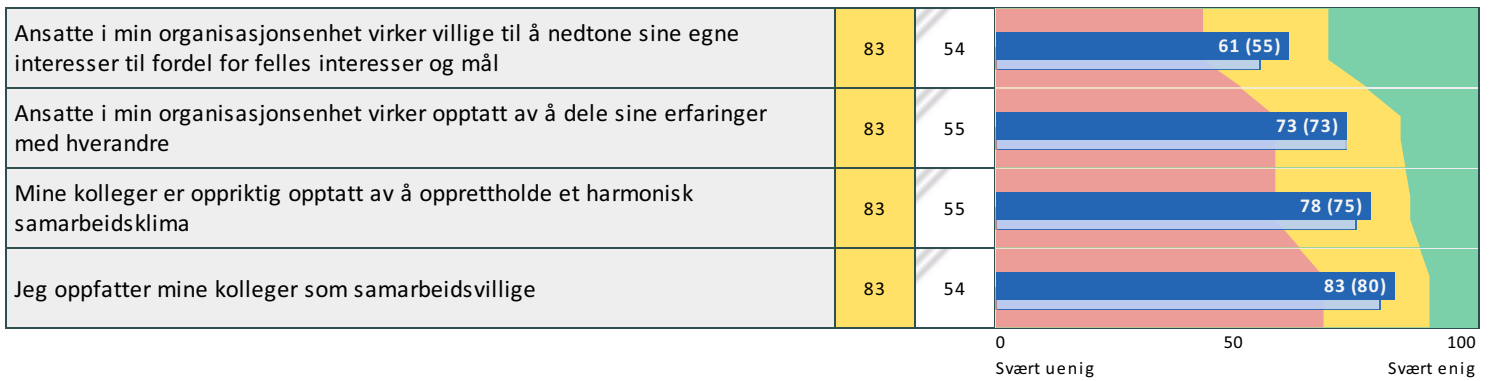 Ansatte i min organisasjonsenhet virker villige til å nedtone sine egne
interesser til fordel for felles interesser og mål
83
54
61 (55)
Ansatte i min organisasjonsenhet virker opptatt av å dele sine erfaringer
med hverandre
83
55
73 (73)
Mine kolleger er oppriktig opptatt av å opprettholde et harmonisk
samarbeidsklima
83
55
78 (75)
Jeg oppfatter mine kolleger som samarbeidsvillige
83
54
83 (80)
0 50 100
Svært uenig Svært enig